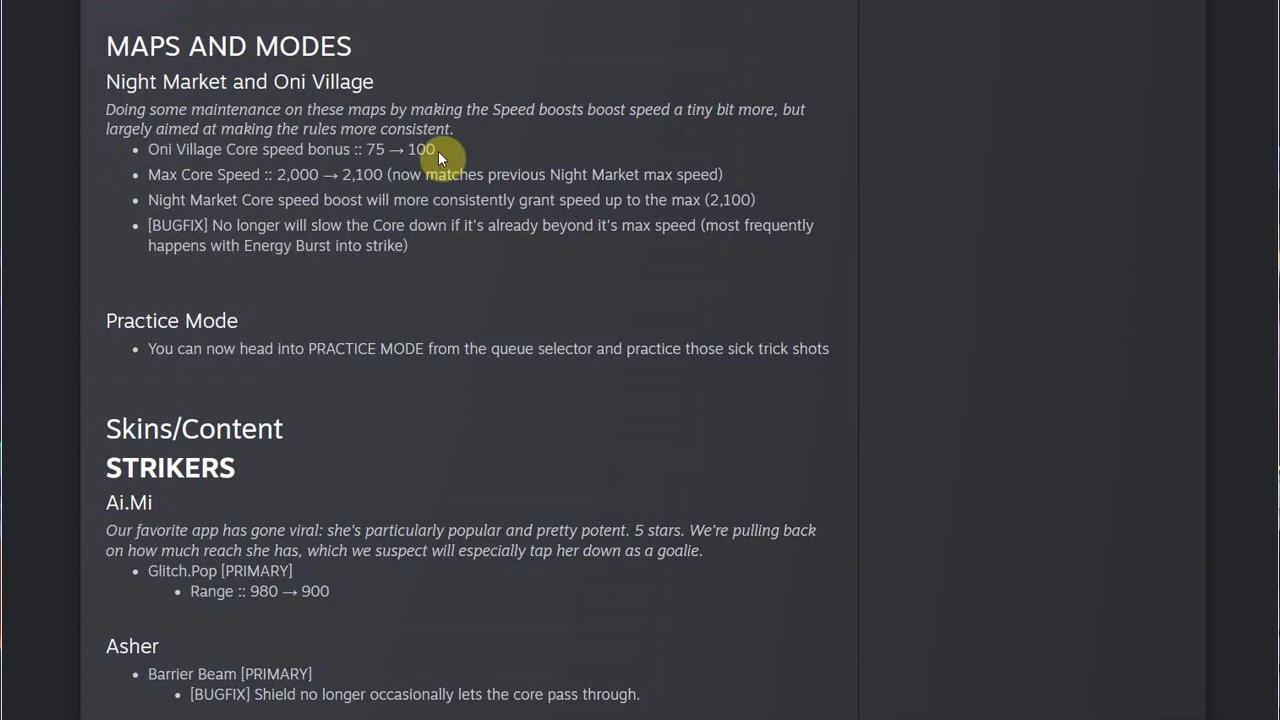 MAPS AND MODES
Night Market and Oni Village
Doing some maintenance on these maps by making the Speed boosts boost speed a tiny bit more, but
largely aimed at making the rules more consistent.
• Oni Village Core speed bonus :: 75 → 100
• Max Core Speed :: 2,000 → 2,100 (now matches previous Night Market max speed)
• Night Market Core speed boost will more consistently grant speed up to the max (2,100)
• [BUGFIX] No longer will slow the Core down if it's already beyond it's max speed (most frequently
happens with Energy Burst into strike)
Practice Mode
• You can now head into PRACTICE MODE from the queue selector and practice those sick trick shots
Skins/Content
STRIKERS
Ai.Mi
Our favorite app has gone viral: she's particularly popular and pretty potent. 5 stars. We're pulling back
on how much reach she has, which we suspect will especially tap her down as a goalie.
• Glitch.Pop [PRIMARY]
• Range :: 980 → 900
Asher
• Barrier Beam [PRIMARY]
• [BUGFIX] Shield no longer occasionally lets the core pass through.